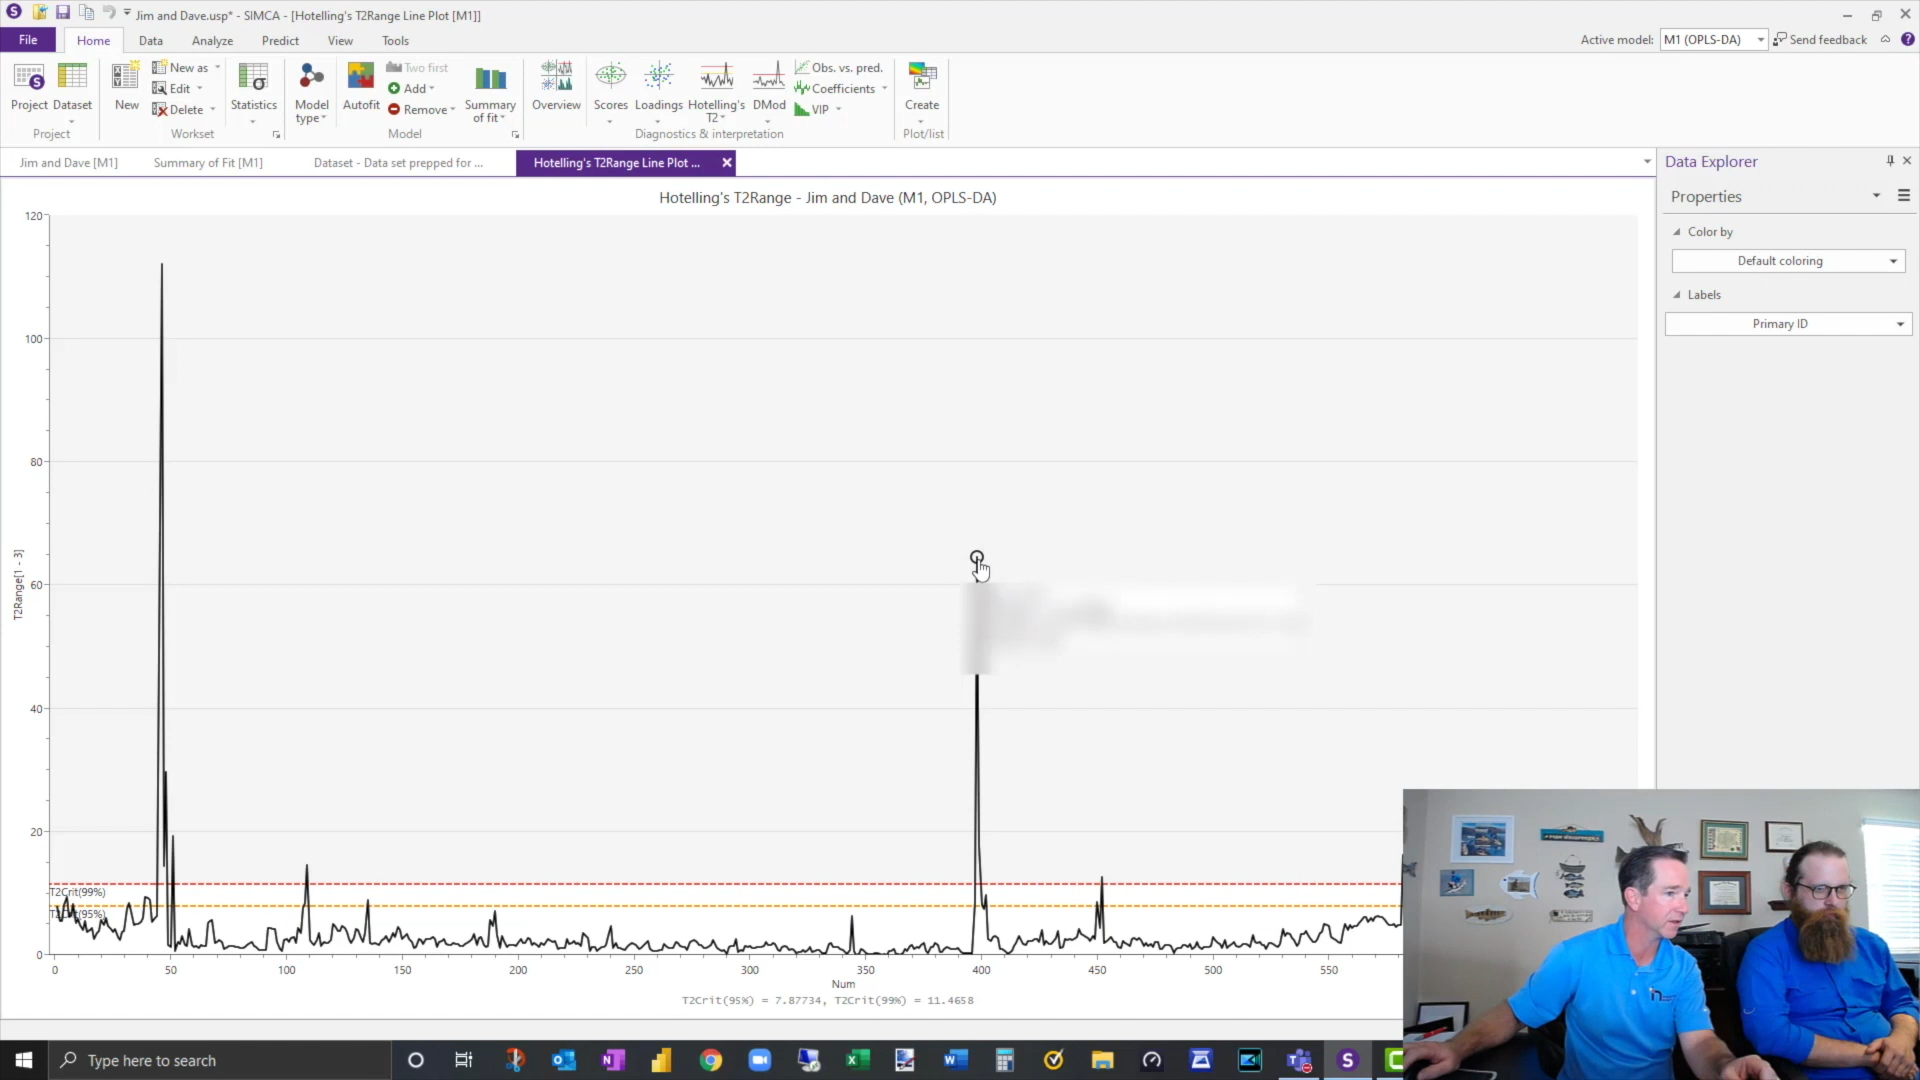 Jim and Dave.usp* - SIMCA - [Hotelling's T2Range Line Plot [M1]]
File Home Data Analyze Predict View Tools
Active model: M1 (OPLS-DA) Send feedback
Project Dataset
Project
New
New as
Edit
Delete
Workset
Statistics
Model type
Autofit
Two first
Add
Remove
Summary of fit
Model
Overview
Scores
Loadings
Hotelling's T2
DMod
Obs. vs. pred.
Coefficients
VIP
Diagnostics & interpretation
Create
Plot/list
Jim and Dave [M1]
Summary of Fit [M1]
Dataset - Data set prepped for ...
Hotelling's T2Range Line Plot ...
Data Explorer
Properties
Color by
Default coloring
Labels
Primary ID
Hotelling's T2Range - Jim and Dave (M1, OPLS-DA)
120
100
80
60
40
20
0
T2Range[1 - 3]
T2Crit(99%)
T2Crit(95%)
0 50 100 150 200 250 300 350 400 450 500 550
Num
T2Crit(95%) = 7.87734, T2Crit(99%) = 11.4658
Type here to search